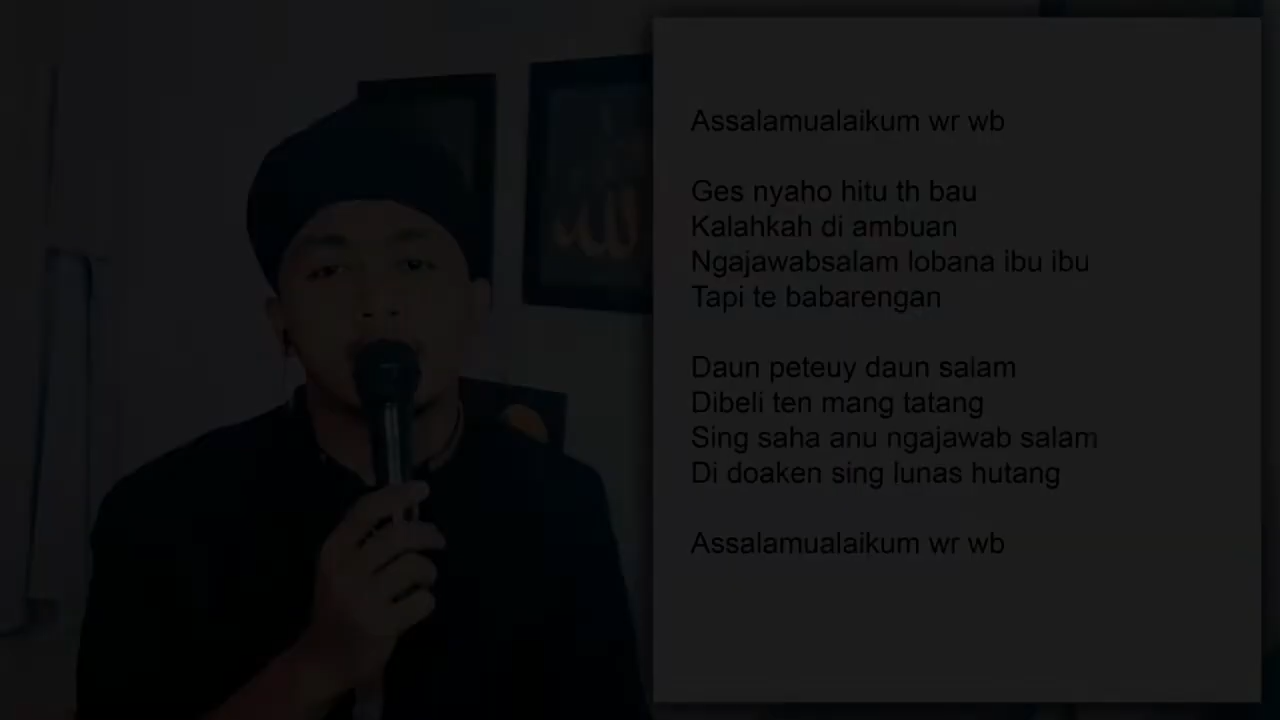 Assalamualaikum wr wb
Ges nyaho hitu th bau
Kalahkah di ambuan
Ngajawabsalam lobana ibu ibu
Tapi te babarengan
Daun peteuy daun salam
Dibeli ten mang tatang
Sing saha anu ngajawab salam
Di doaken sing lunas hutang
Assalamualaikum wr wb